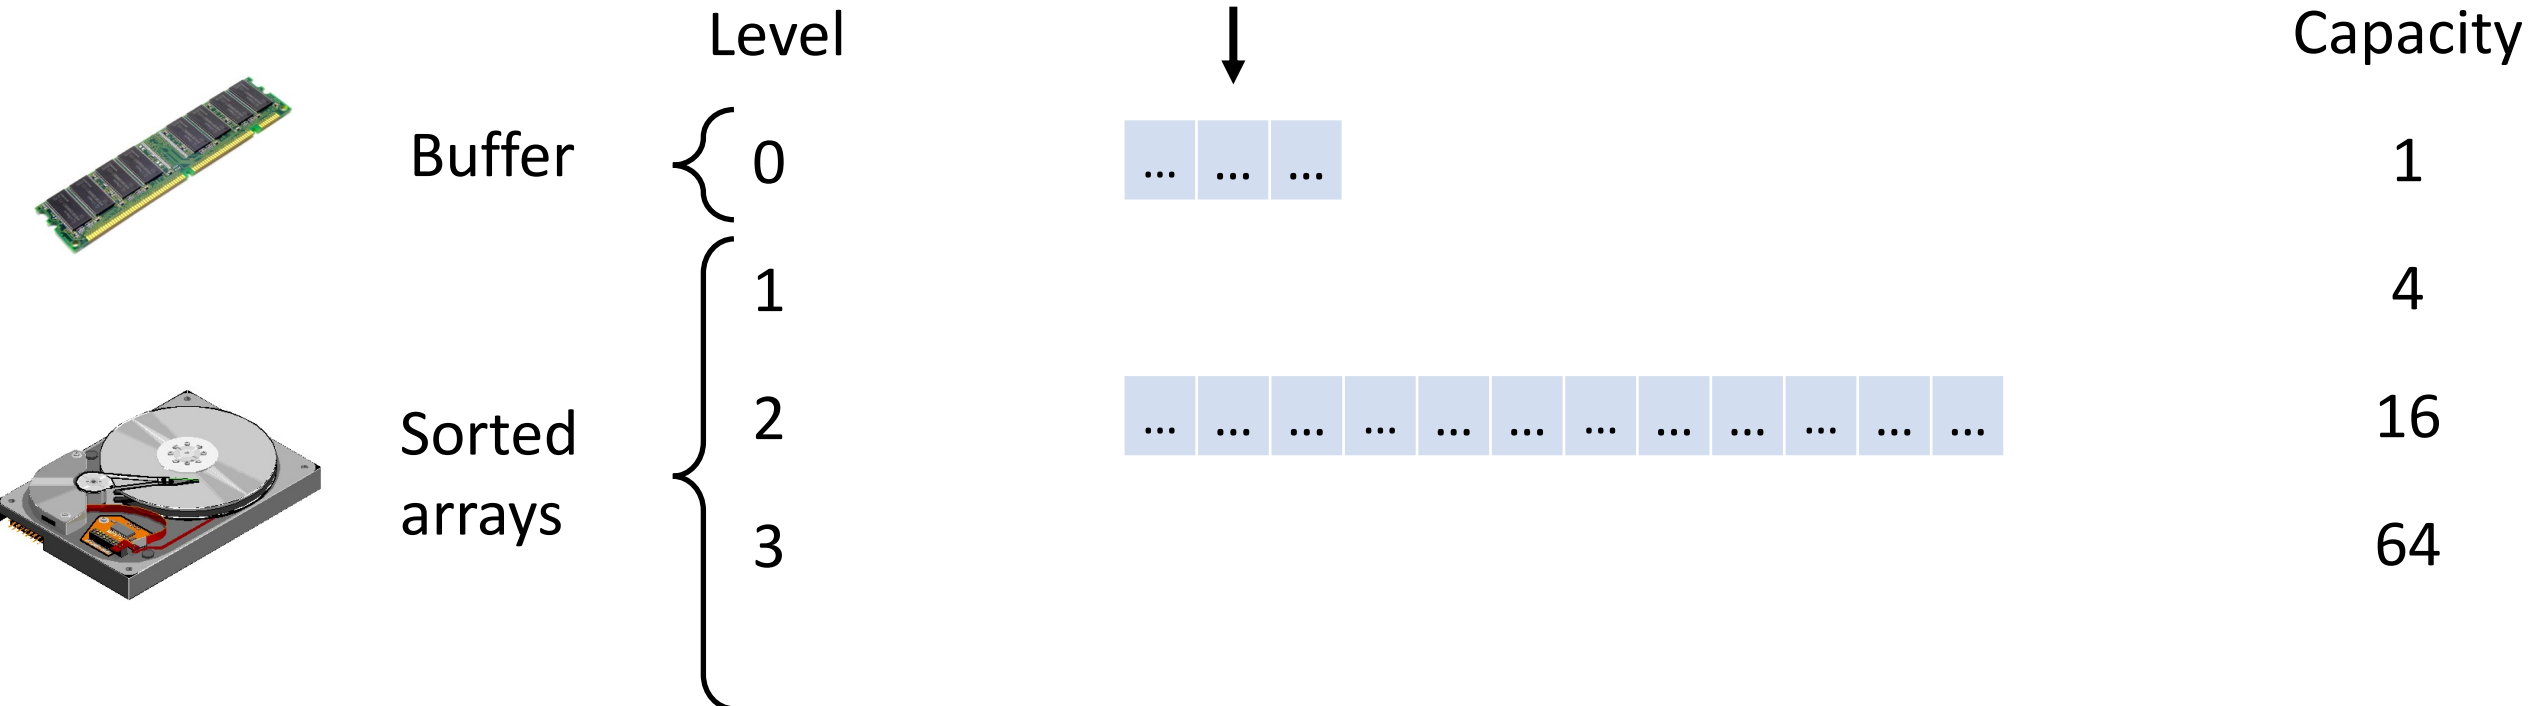 Level Capacity
Buffer 0 ... ... ... 1
1 4
Sorted
arrays
2 ... ... ... ... ... ... ... ... ... ... ... ... 16
3 64